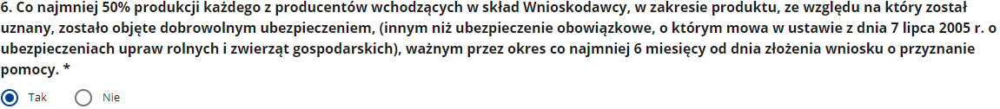 6. Co najmniej 50% produkcji każdego z producentów wchodzących w skład Wnioskodawcy, w zakresie produktu, ze względu na który został
uznany, zostało objęte dobrowolnym ubezpieczeniem, (innym niż ubezpieczenie obowiązkowe, o którym mowa w ustawie z dnia 7 lipca 2005 r. o
ubezpieczeniach upraw rolnych i zwierząt gospodarskich), ważnym przez okres co najmniej 6 miesięcy od dnia złożenia wniosku o przyznanie
pomocy. *
Tak Nie